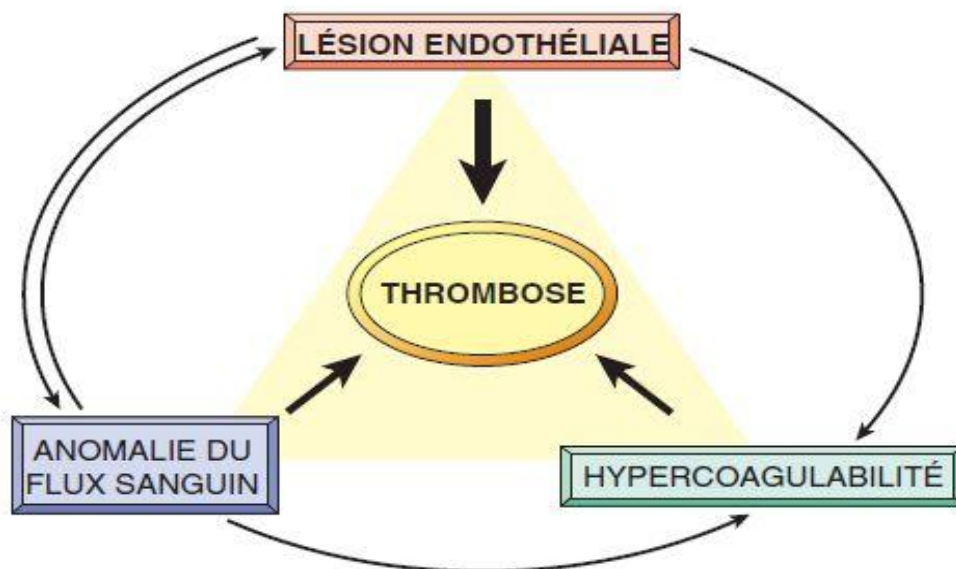 LÉSION ENDOTHÉLIALE
THROMBOSE
ANOMALIE DU
FLUX SANGUIN
HYPERCOAGULABILITÉ